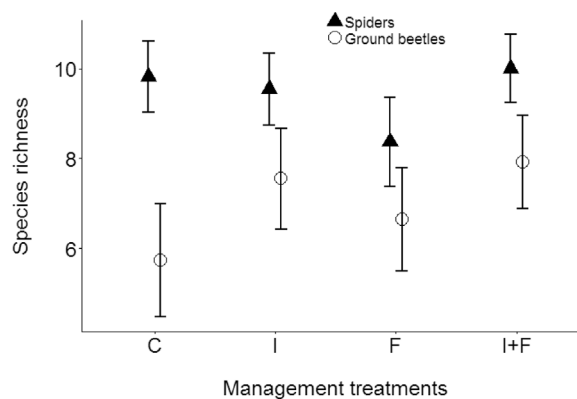 Spiders
Ground beetles
10
8
6
Species richness
C I F I+F
Management treatments